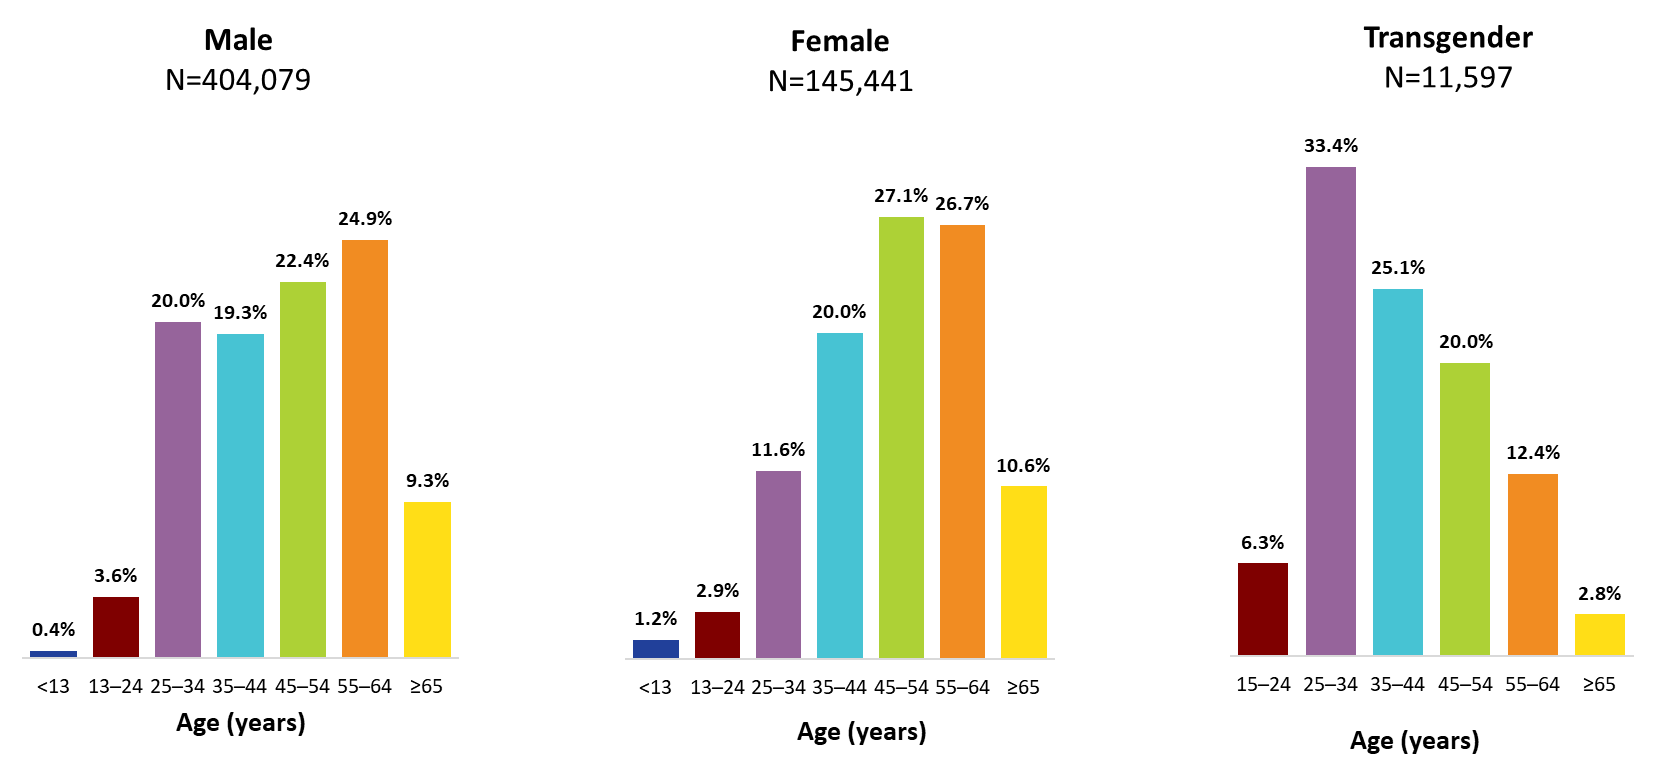 Male
N=404,079
0.4%
3.6%
20.0%
19.3%
22.4%
24.9%
9.3%
<13 13–24 25–34 35–44 45–54 55–64 ≥65
Age (years)
Female
N=145,441
1.2%
2.9%
11.6%
20.0%
27.1%
26.7%
10.6%
<13 13–24 25–34 35–44 45–54 55–64 ≥65
Age (years)
Transgender
N=11,597
6.3%
33.4%
25.1%
20.0%
12.4%
2.8%
15–24 25–34 35–44 45–54 55–64 ≥65
Age (years)